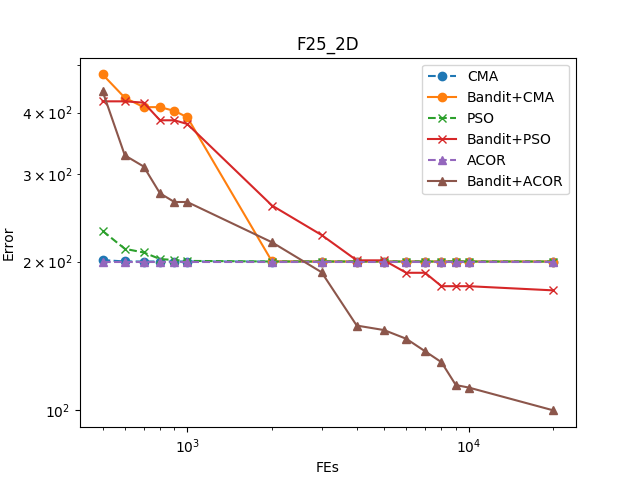 F25_2D
CMA
Bandit+CMA
PSO
Bandit+PSO
ACOR
Bandit+ACOR
4 × 10²
3 × 10²
2 × 10²
10²
Error
10³
10⁴
FEs